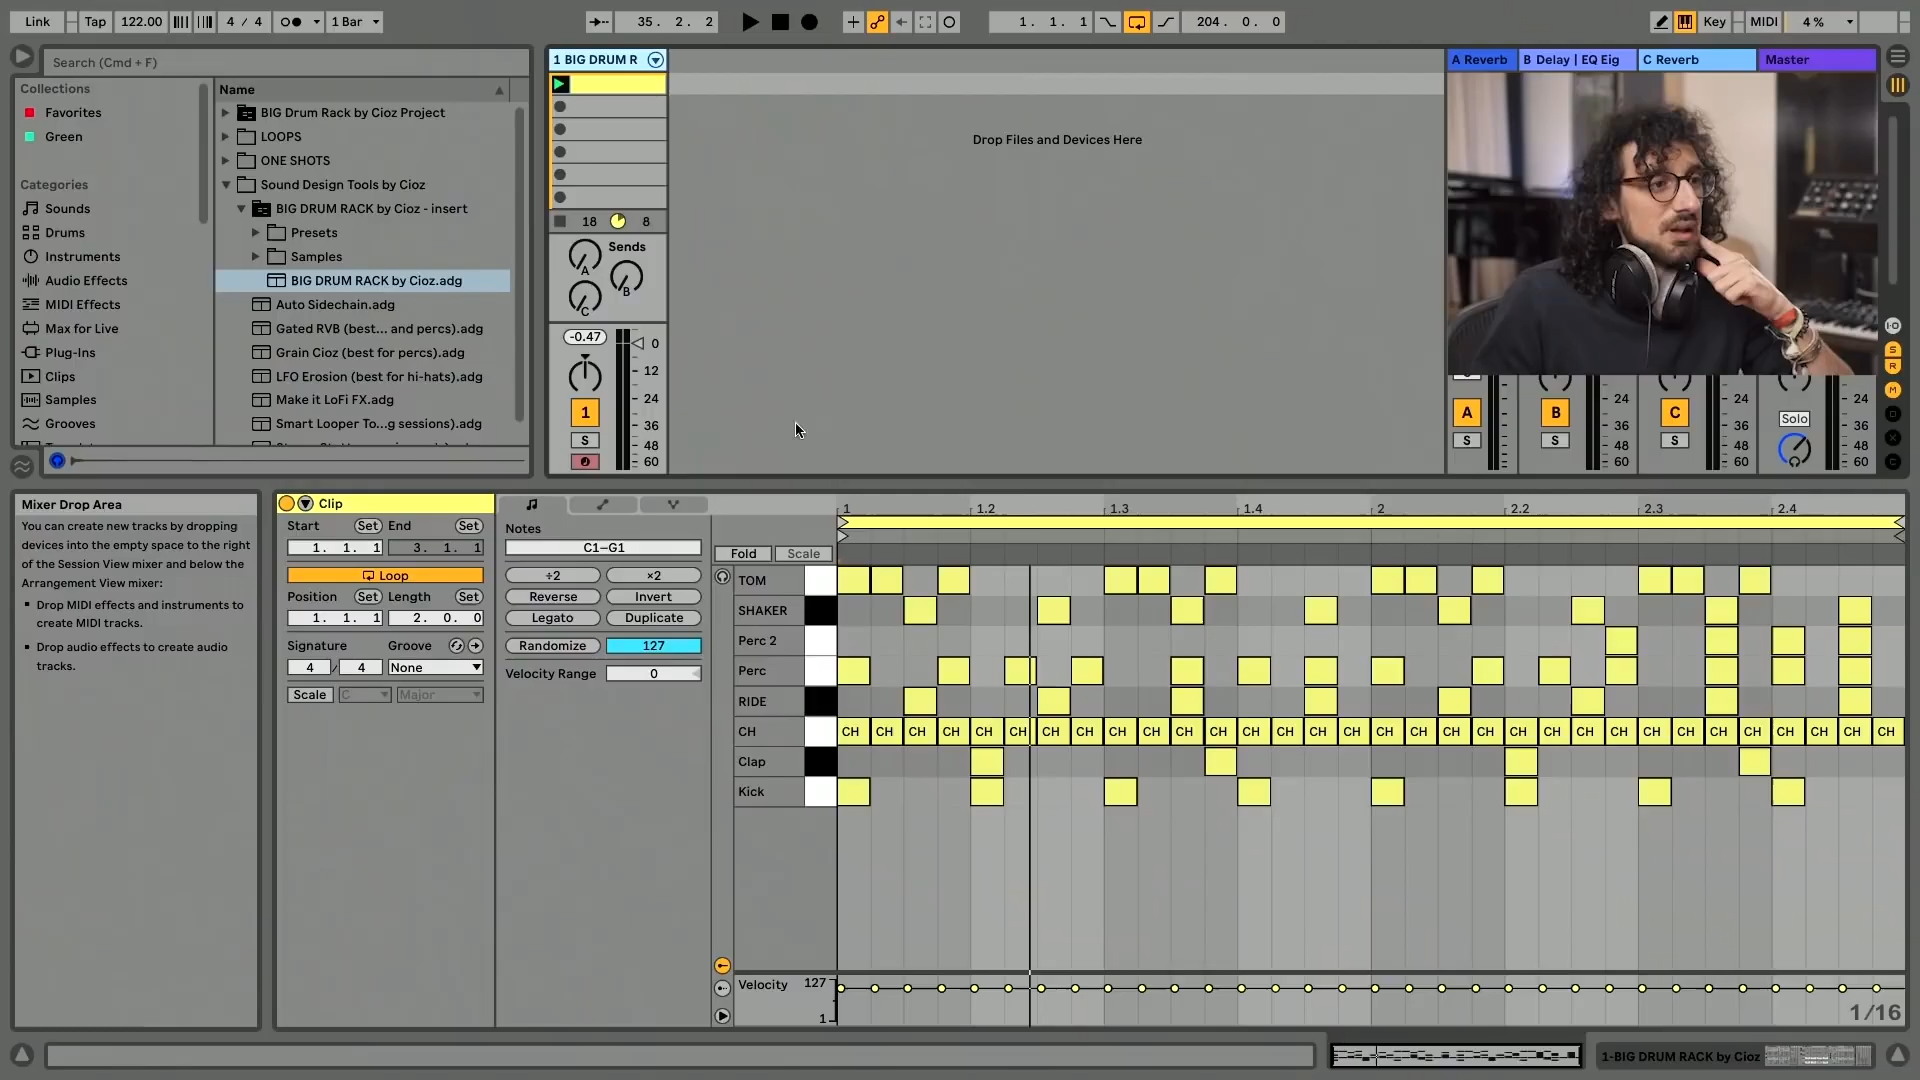 Link
Tap
122.00
4 / 4
1 Bar
35. 2. 2
1. 1. 1
204. 0. 0
Key
MIDI
4 %
Search (Cmd + F)
Collections
Favorites
Green
Categories
Sounds
Drums
Instruments
Audio Effects
MIDI Effects
Max for Live
Plug-Ins
Clips
Samples
Grooves
Name
BIG Drum Rack by Cioz Project
LOOPS
ONE SHOTS
Sound Design Tools by Cioz
BIG DRUM RACK by Cioz - insert
Presets
Samples
BIG DRUM RACK by Cioz.adg
Auto Sidechain.adg
Gated RVB (best... and percs).adg
Grain Cioz (best for percs).adg
LFO Erosion (best for hi-hats).adg
Make it LoFi FX.adg
Smart Looper To...g sessions).adg
1 BIG DRUM R
18
8
Sends
A
B
C
-0.47
0
12
24
36
48
60
1
S
Drop Files and Devices Here
A Reverb
B Delay | EQ Eig
C Reverb
Master
A
B
C
S
S
S
24
36
48
60
24
36
48
60
Solo
24
36
48
60
I-O
S
R
M
D
X
C
Mixer Drop Area
You can create new tracks by dropping
devices into the empty space to the right
of the Session View mixer and below the
Arrangement View mixer:
Drop MIDI effects and instruments to
create MIDI tracks.
Drop audio effects to create audio
tracks.
Clip
Start
Set
End
Set
1. 1. 1
3. 1. 1
Loop
Position
Set
Length
Set
1. 1. 1
2. 0. 0
Signature
Groove
4 / 4
None
Scale
C
Major
Notes
C1–G1
÷2
×2
Reverse
Invert
Legato
Duplicate
Randomize
127
Velocity Range
0
1
1.2
1.3
1.4
2
2.2
2.3
2.4
Fold
Scale
TOM
SHAKER
Perc 2
Perc
RIDE
CH
CH CH CH CH CH CH CH CH CH CH CH CH CH CH CH CH CH CH CH CH CH CH CH CH CH CH CH CH CH CH CH CH
Clap
Kick
Velocity
127
1
1/16
1-BIG DRUM RACK by Cioz